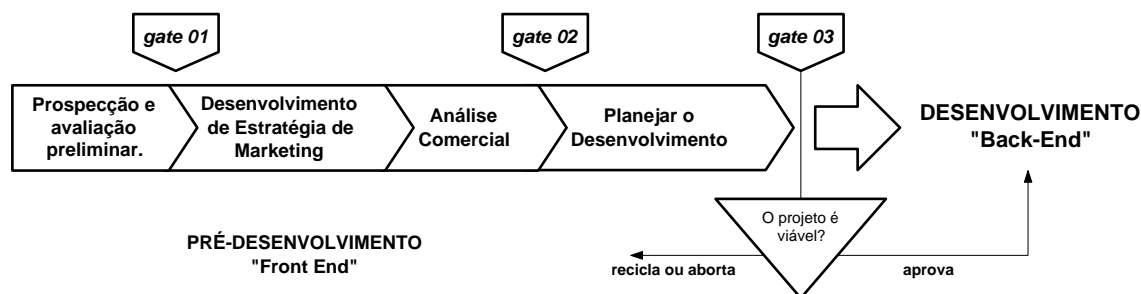 gate 01
gate 02
gate 03
Prospecção e
avaliação
preliminar.
Desenvolvimento
de Estratégia de
Marketing
Análise
Comercial
Planejar o
Desenvolvimento
DESENVOLVIMENTO
"Back-End"
O projeto é
viável?
PRÉ-DESENVOLVIMENTO
"Front End"
recicla ou aborta
aprova